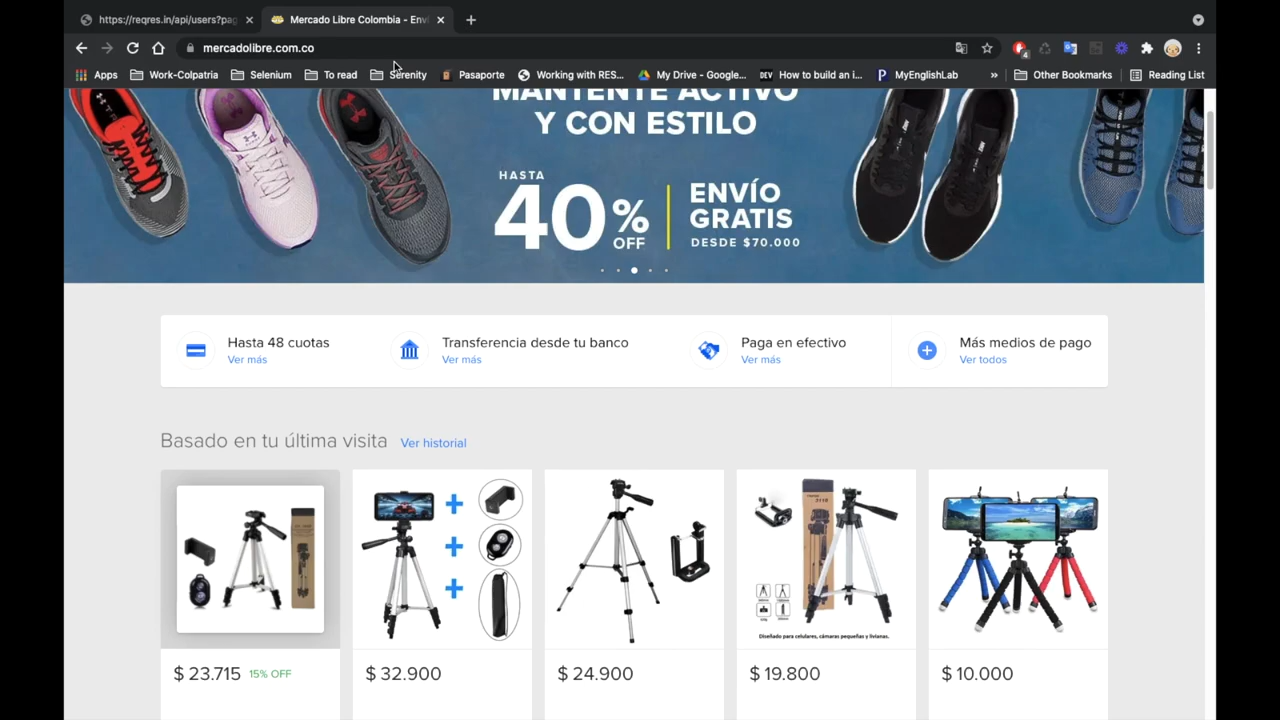 https://reqres.in/api/users?pag
Mercado Libre Colombia - Envi
mercadolibre.com.co
4
Apps
Work-Colpatria
Selenium
To read
Serenity
Pasaporte
Working with RES...
My Drive - Google...
DEV
How to build an i...
P
MyEnglishLab
»
Other Bookmarks
Reading List
MANTENTE ACTIVO
Y CON ESTILO
HASTA
40% OFF
ENVÍO
GRATIS
DESDE $70.000
Hasta 48 cuotas
Ver más
Transferencia desde tu banco
Ver más
Paga en efectivo
Ver más
Más medios de pago
Ver todos
Basado en tu última visita
Ver historial
Diseñado para celulares, cámaras pequeñas y livianas.
$ 23.715 15% OFF
$ 32.900
$ 24.900
$ 19.800
$ 10.000